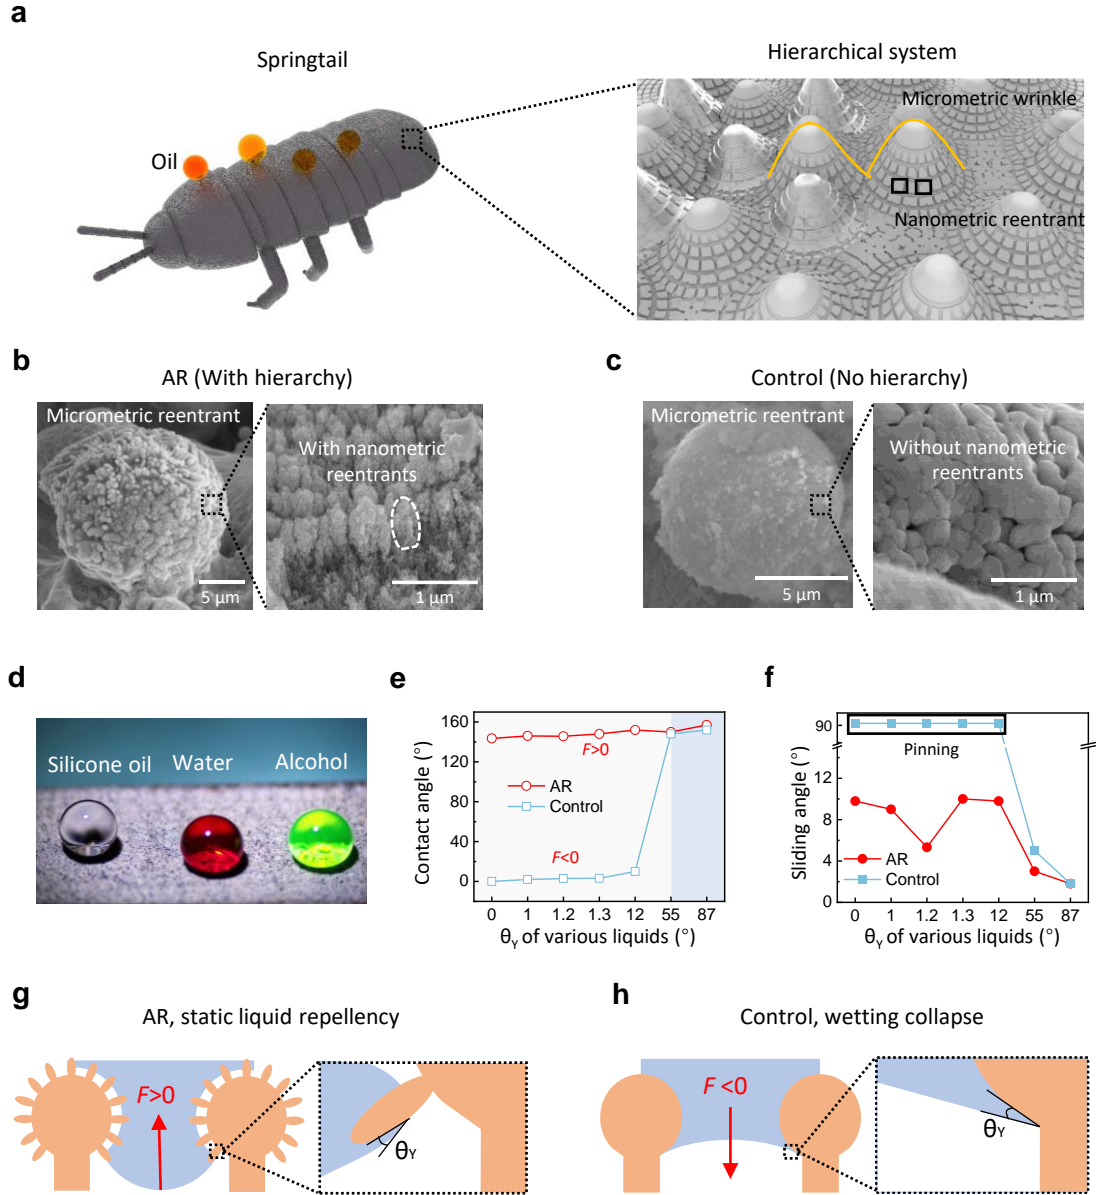 a
Springtail
Hierarchical system
Oil
Micrometric wrinkle
Nanometric reentrant
b
AR (With hierarchy)
Micrometric reentrant
5 μm
With nanometric
reentrants
1 μm
c
Control (No hierarchy)
Micrometric reentrant
5 μm
Without nanometric
reentrants
1 μm
d
Silicone oil
Water
Alcohol
e
Contact angle (°)
160
120
80
40
0
F>0
AR
Control
F<0
0 1 1.2 1.3 12 55 87
θY of various liquids (°)
f
Sliding angle (°)
90
12
8
4
0
Pinning
AR
Control
0 1 1.2 1.3 12 55 87
θY of various liquids (°)
g
AR, static liquid repellency
F>0
θY
h
Control, wetting collapse
F <0
θY